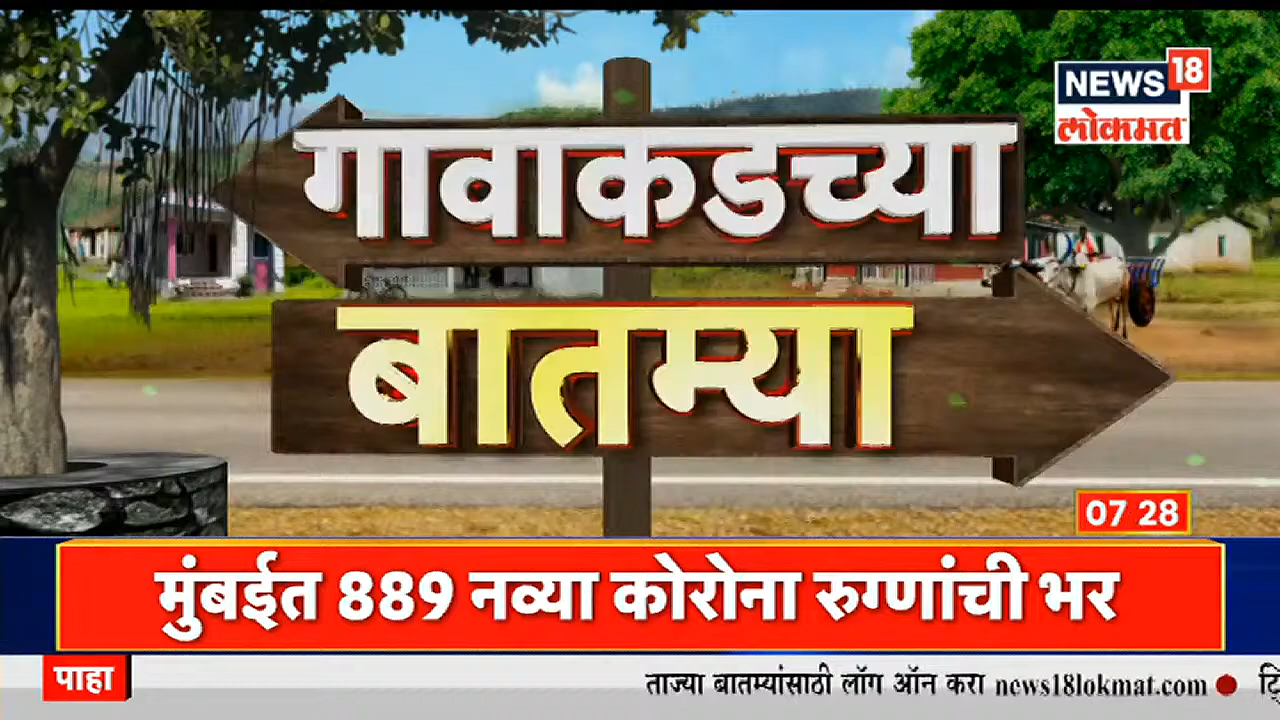 NEWS 18
लोकमत
गावाकडच्या
बातम्या
07 28
मुंबईत 889 नव्या कोरोना रुग्णांची भर
पाहा
ताज्या बातम्यांसाठी लॉग ऑन करा news18lokmat.com